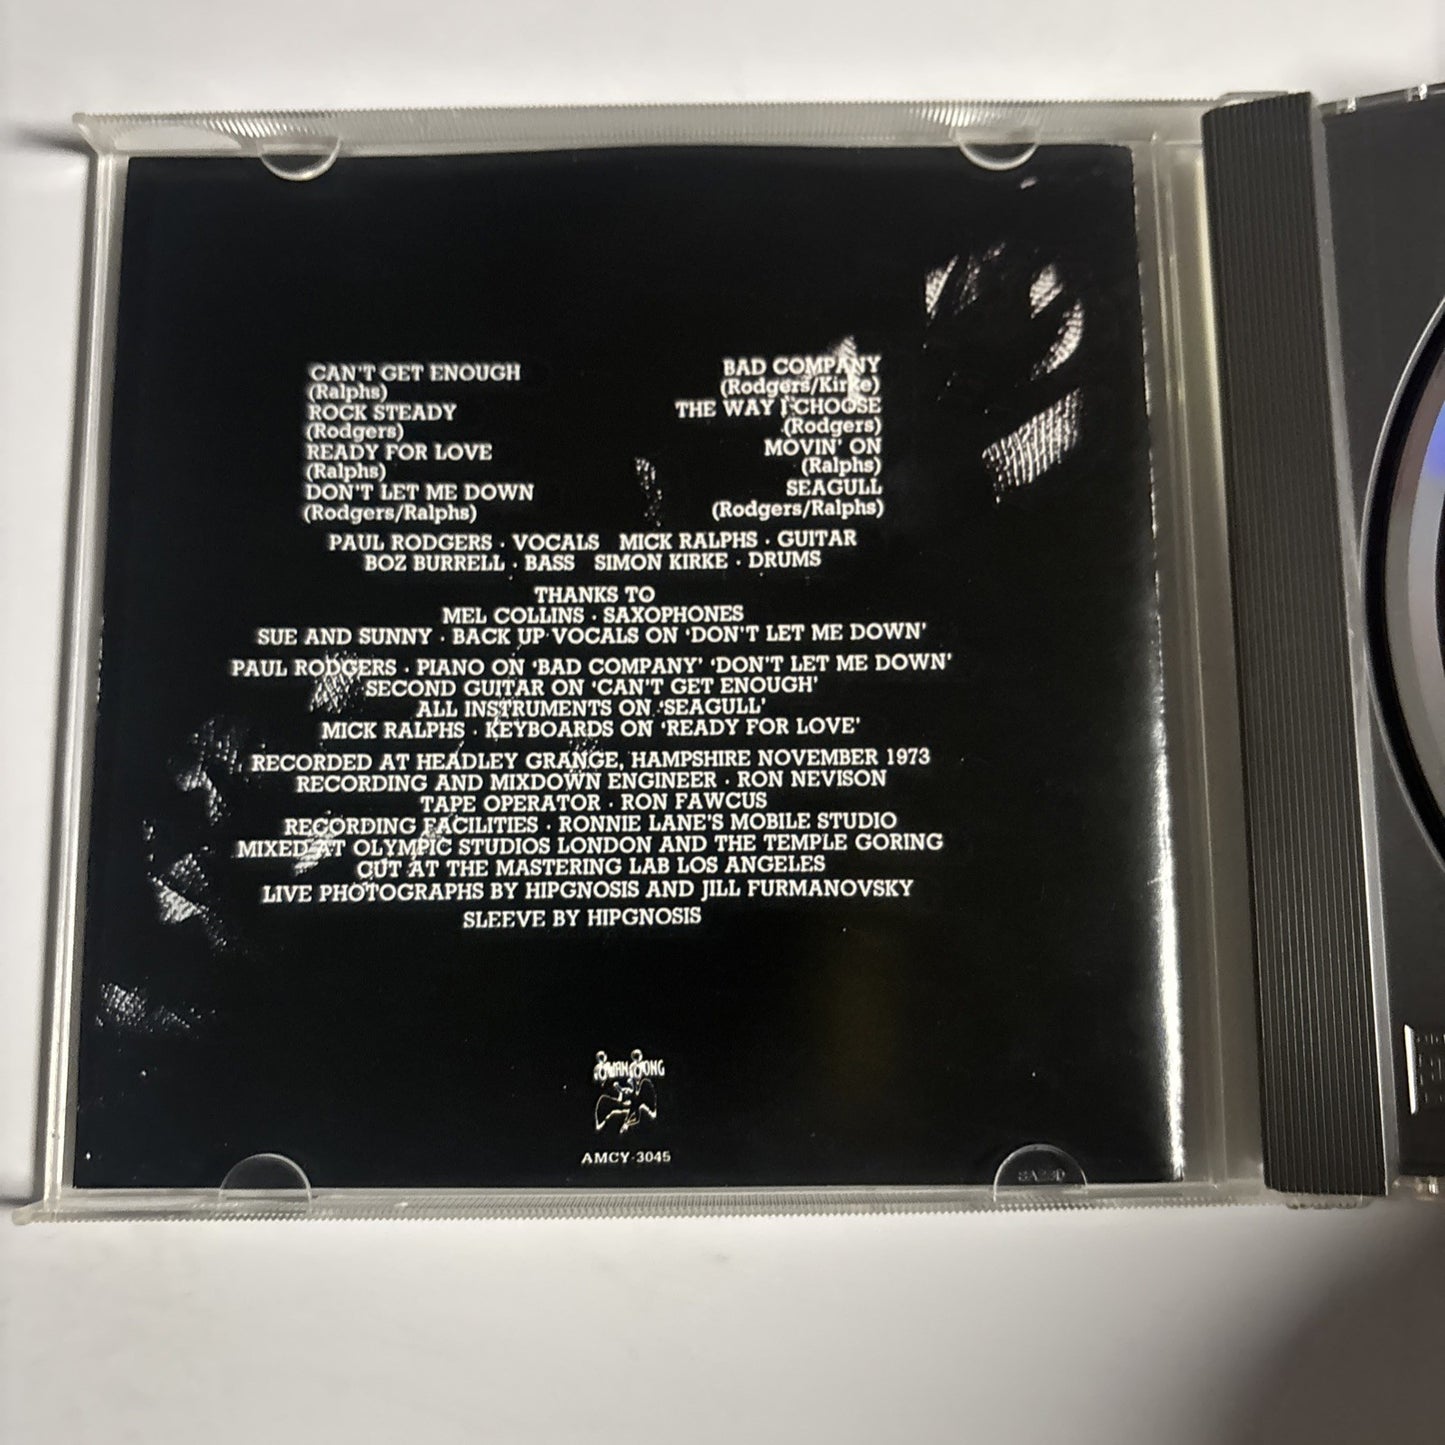 CAN'T GET ENOUGH
(Ralphs)
ROCK STEADY
(Rodgers)
READY FOR LOVE
(Ralphs)
DON'T LET ME DOWN
(Rodgers/Ralphs)
BAD COMPANY
(Rodgers/Kirke)
THE WAY I CHOOSE
(Rodgers)
MOVIN' ON
(Ralphs)
SEAGULL
(Rodgers/Ralphs)
PAUL RODGERS · VOCALS MICK RALPHS · GUITAR
BOZ BURRELL · BASS SIMON KIRKE · DRUMS
THANKS TO
MEL COLLINS · SAXOPHONES
SUE AND SUNNY · BACK UP VOCALS ON 'DON'T LET ME DOWN'
PAUL RODGERS · PIANO ON 'BAD COMPANY' 'DON'T LET ME DOWN'
SECOND GUITAR ON 'CAN'T GET ENOUGH'
ALL INSTRUMENTS ON 'SEAGULL'
MICK RALPHS · KEYBOARDS ON 'READY FOR LOVE'
RECORDED AT HEADLEY GRANGE, HAMPSHIRE NOVEMBER 1973
RECORDING AND MIXDOWN ENGINEER · RON NEVISON
TAPE OPERATOR · RON FAWCUS
RECORDING FACILITIES · RONNIE LANE'S MOBILE STUDIO
MIXED AT OLYMPIC STUDIOS LONDON AND THE TEMPLE GORING
CUT AT THE MASTERING LAB LOS ANGELES
LIVE PHOTOGRAPHS BY HIPGNOSIS AND JILL FURMANOVSKY
SLEEVE BY HIPGNOSIS
SWAN SONG
AMCY-3045